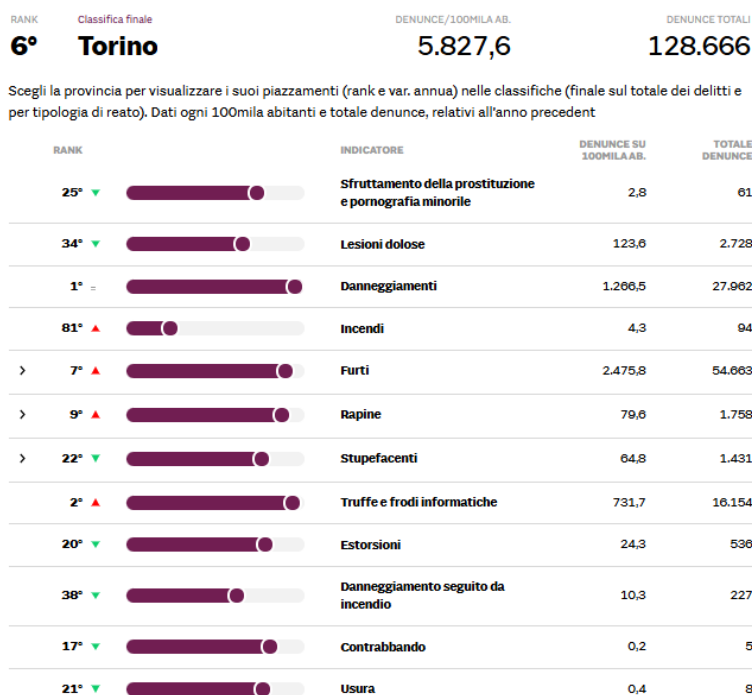 RANK Classifica finale DENUNCE/100MILA AB. DENUNCE TOTALI
6° Torino 5.827,6 128.666
Scegli la provincia per visualizzare i suoi piazzamenti (rank e var. annua) nelle classifiche (finale sul totale dei delitti e
per tipologia di reato). Dati ogni 100mila abitanti e totale denunce, relativi all'anno precedent
RANK INDICATORE DENUNCE SU 100MILA AB. TOTALE DENUNCE
25° Sfruttamento della prostituzione e pornografia minorile 2,8 61
34° Lesioni dolose 123,6 2.728
1° = Danneggiamenti 1.266,5 27.962
81° Incendi 4,3 94
7° Furti 2.475,8 54.663
9° Rapine 79,6 1.758
22° Stupefacenti 64,8 1.431
2° Truffe e frodi informatiche 731,7 16.154
20° Estorsioni 24,3 536
38° Danneggiamento seguito da incendio 10,3 227
17° Contrabbando 0,2 5
21° Usura 0,4 8